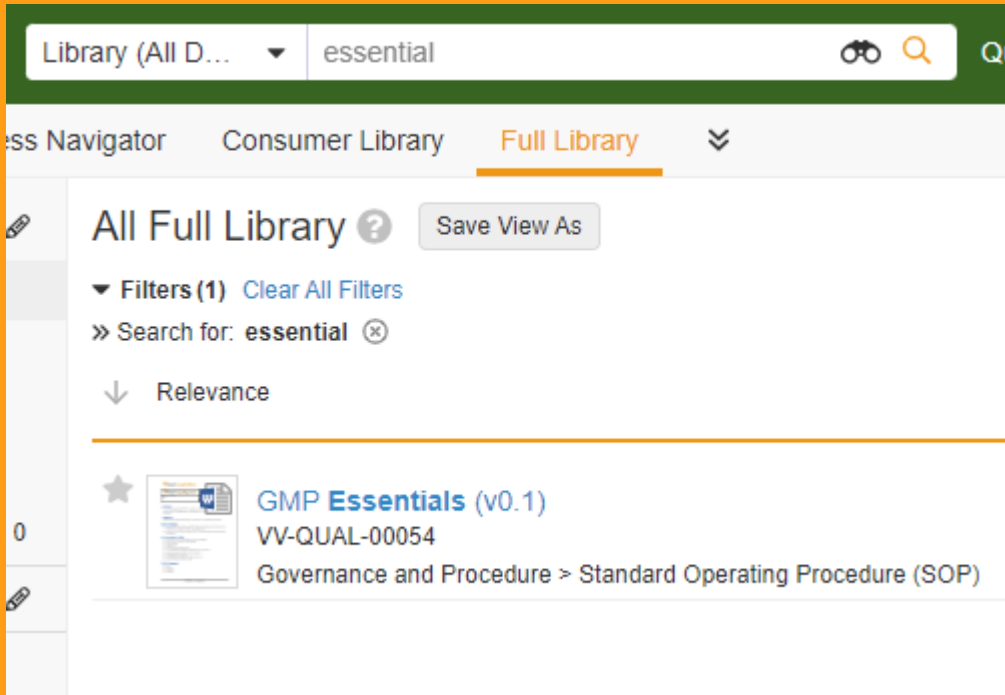 Library (All D... essential Q
ess Navigator Consumer Library Full Library
All Full Library ? Save View As
Filters (1) Clear All Filters
Search for: essential
Relevance
GMP Essentials (v0.1)
VV-QUAL-00054
0
Governance and Procedure > Standard Operating Procedure (SOP)